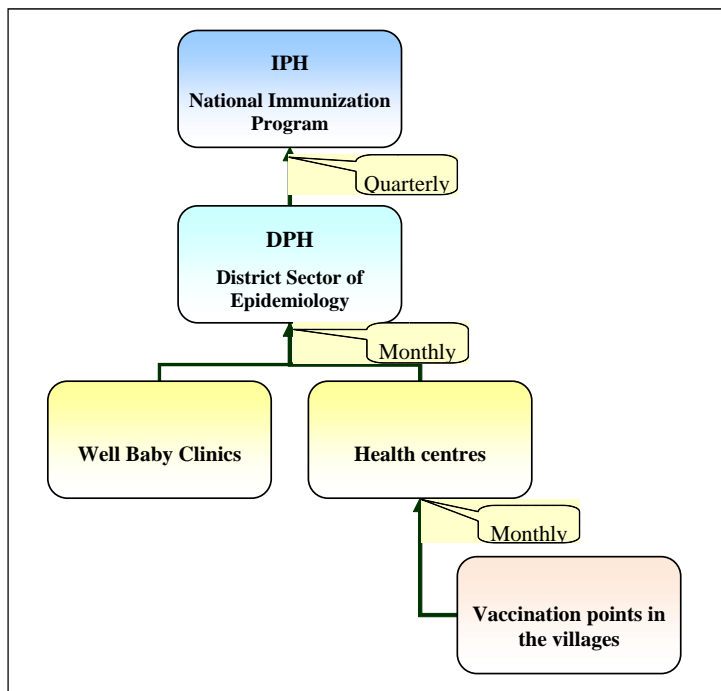 IPH
National Immunization
Program
Quarterly
DPH
District Sector of
Epidemiology
Monthly
Well Baby Clinics
Health centres
Monthly
Vaccination points in
the villages